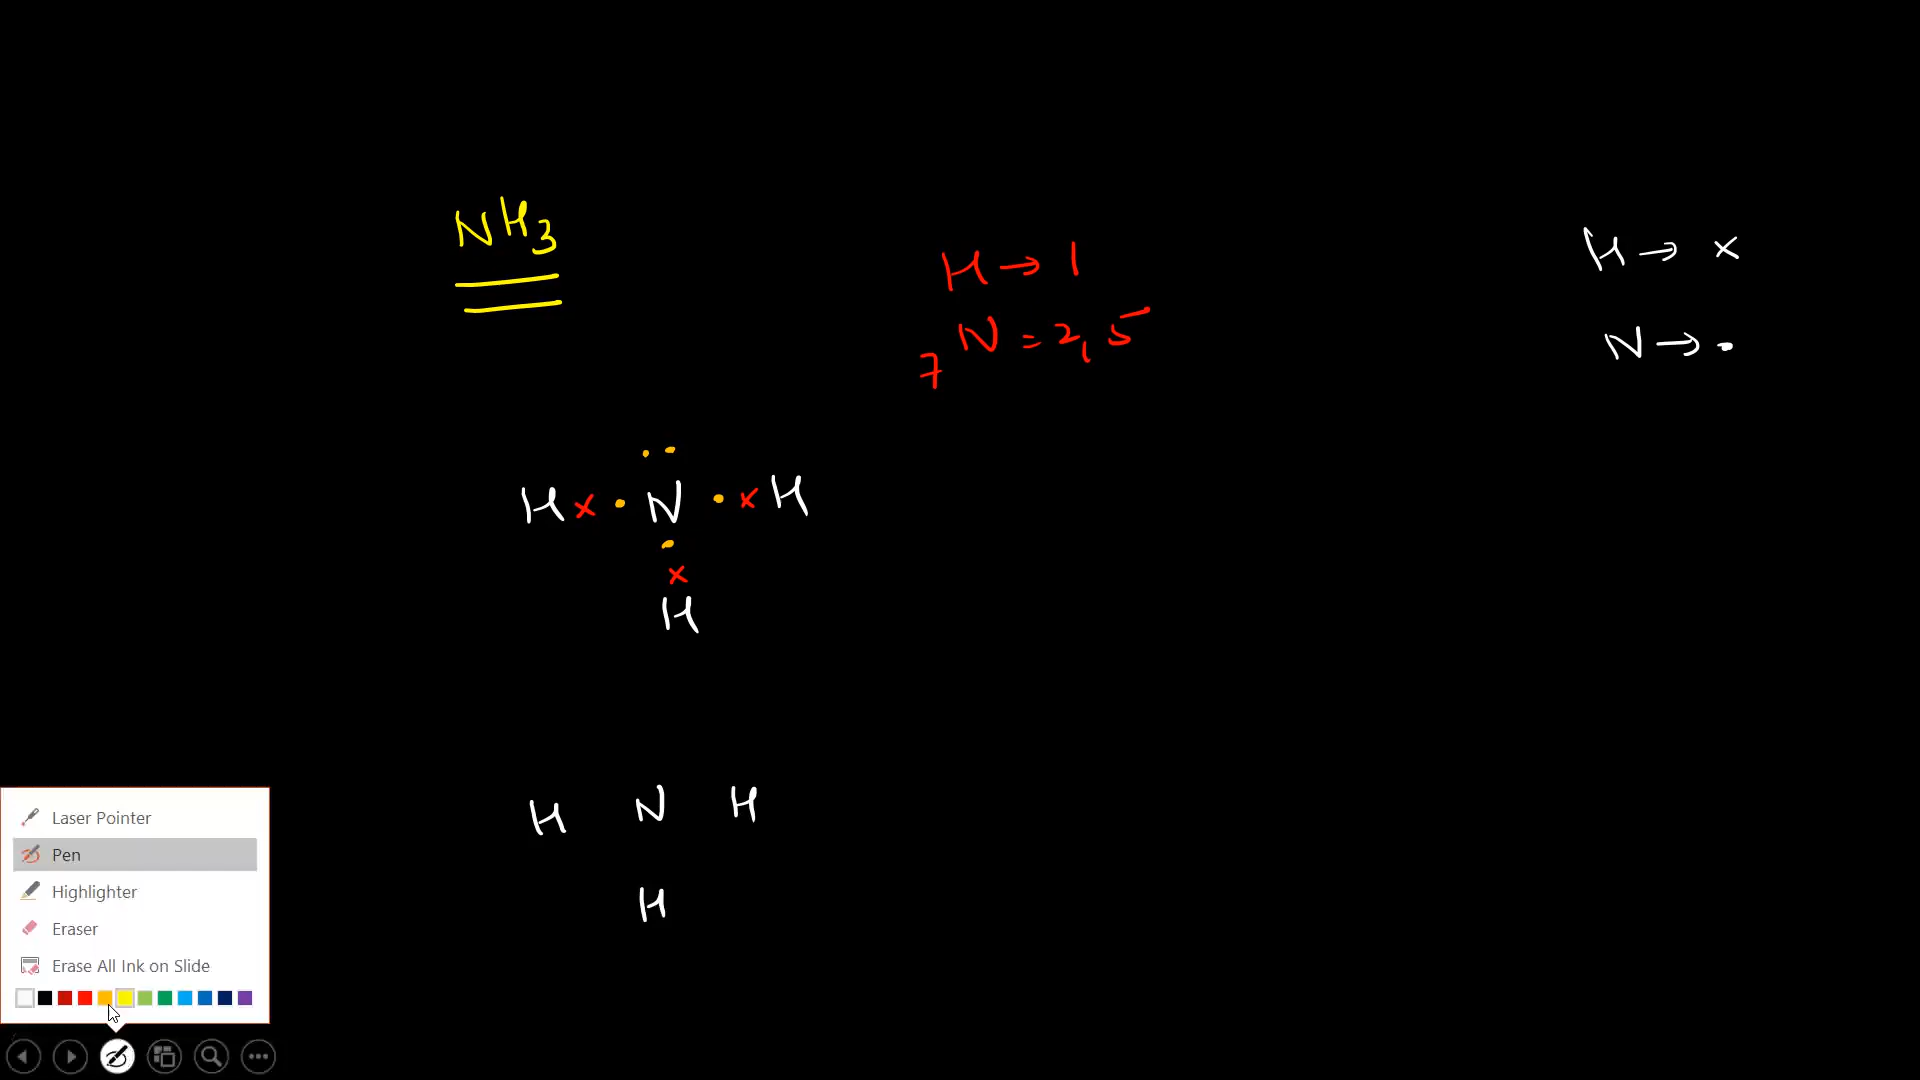 NH3
H → 1
7N = 2, 5
H → x
N → .
..
H x . N . x H
.
x
H
H N H
H
Laser Pointer
Pen
Highlighter
Eraser
Erase All Ink on Slide